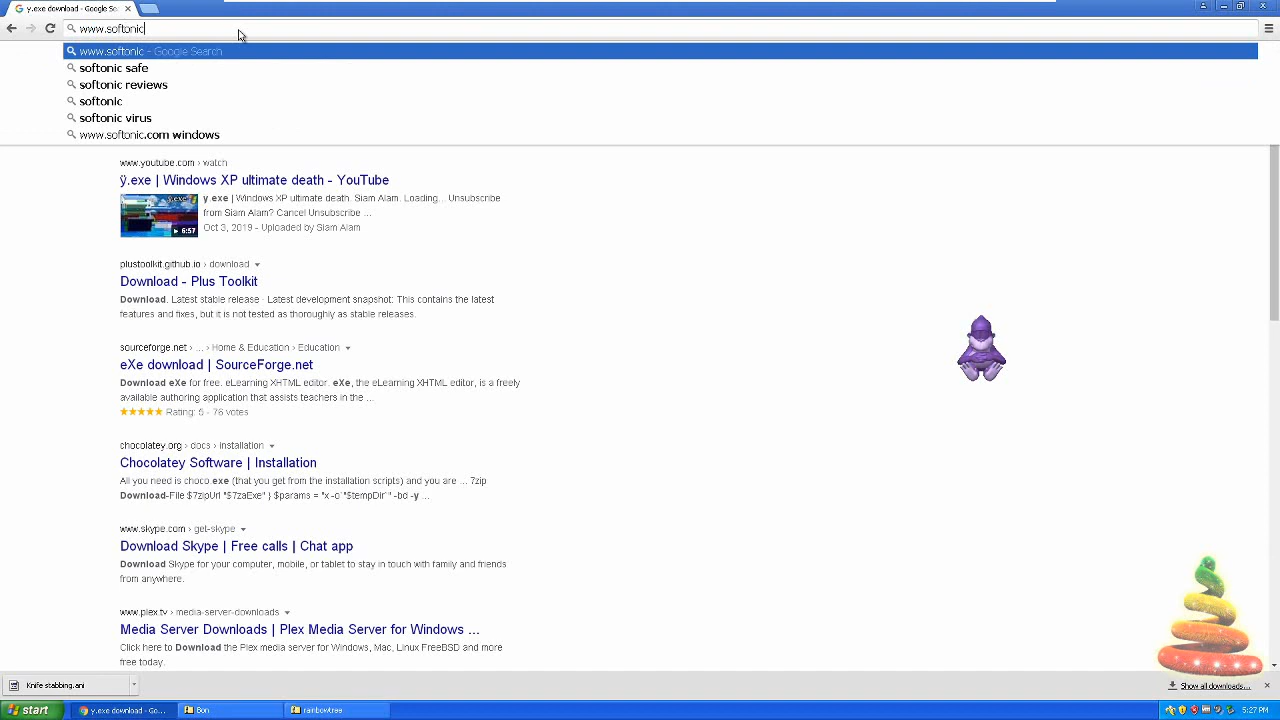 y.exe download - Google Se
www.softonic
www.softonic - Google Search
softonic safe
softonic reviews
softonic
softonic virus
www.softonic.com windows
www.youtube.com › watch
ÿ.exe | Windows XP ultimate death - YouTube
y.exe | Windows XP ultimate death. Siam Alam. Loading... Unsubscribe
from Siam Alam? Cancel Unsubscribe ...
6:57
Oct 3, 2019 - Uploaded by Siam Alam
plustoolkit.github.io › download
Download - Plus Toolkit
Download. Latest stable release · Latest development snapshot: This contains the latest
features and fixes, but it is not tested as thoroughly as stable releases.
sourceforge.net › ... › Home & Education › Education
eXe download | SourceForge.net
Download eXe for free. eLearning XHTML editor. eXe, the eLearning XHTML editor, is a freely
available authoring application that assists teachers in the ...
Rating: 5 - 76 votes
chocolatey.org › docs › installation
Chocolatey Software | Installation
All you need is choco.exe (that you get from the installation scripts) and you are ... 7zip
Download-File $7zipUrl "$7zaExe" } $params = "x -o`"$tempDir`" -bd -y ...
www.skype.com › get-skype
Download Skype | Free calls | Chat app
Download Skype for your computer, mobile, or tablet to stay in touch with family and friends
from anywhere.
www.plex.tv › media-server-downloads
Media Server Downloads | Plex Media Server for Windows ...
Click here to Download the Plex media server for Windows, Mac, Linux FreeBSD and more
free today.
Knife stabbing.ani
Show all downloads...
start
y.exe download - Go...
Bon
rainbowtree
5:27 PM